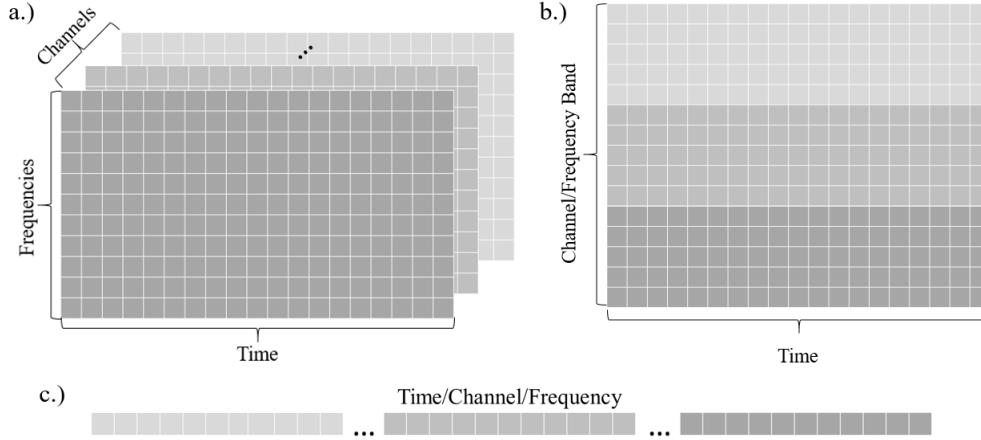 a.)
Channels
Frequencies
Time
b.)
Channel/Frequency Band
Time
c.)
Time/Channel/Frequency
... ...